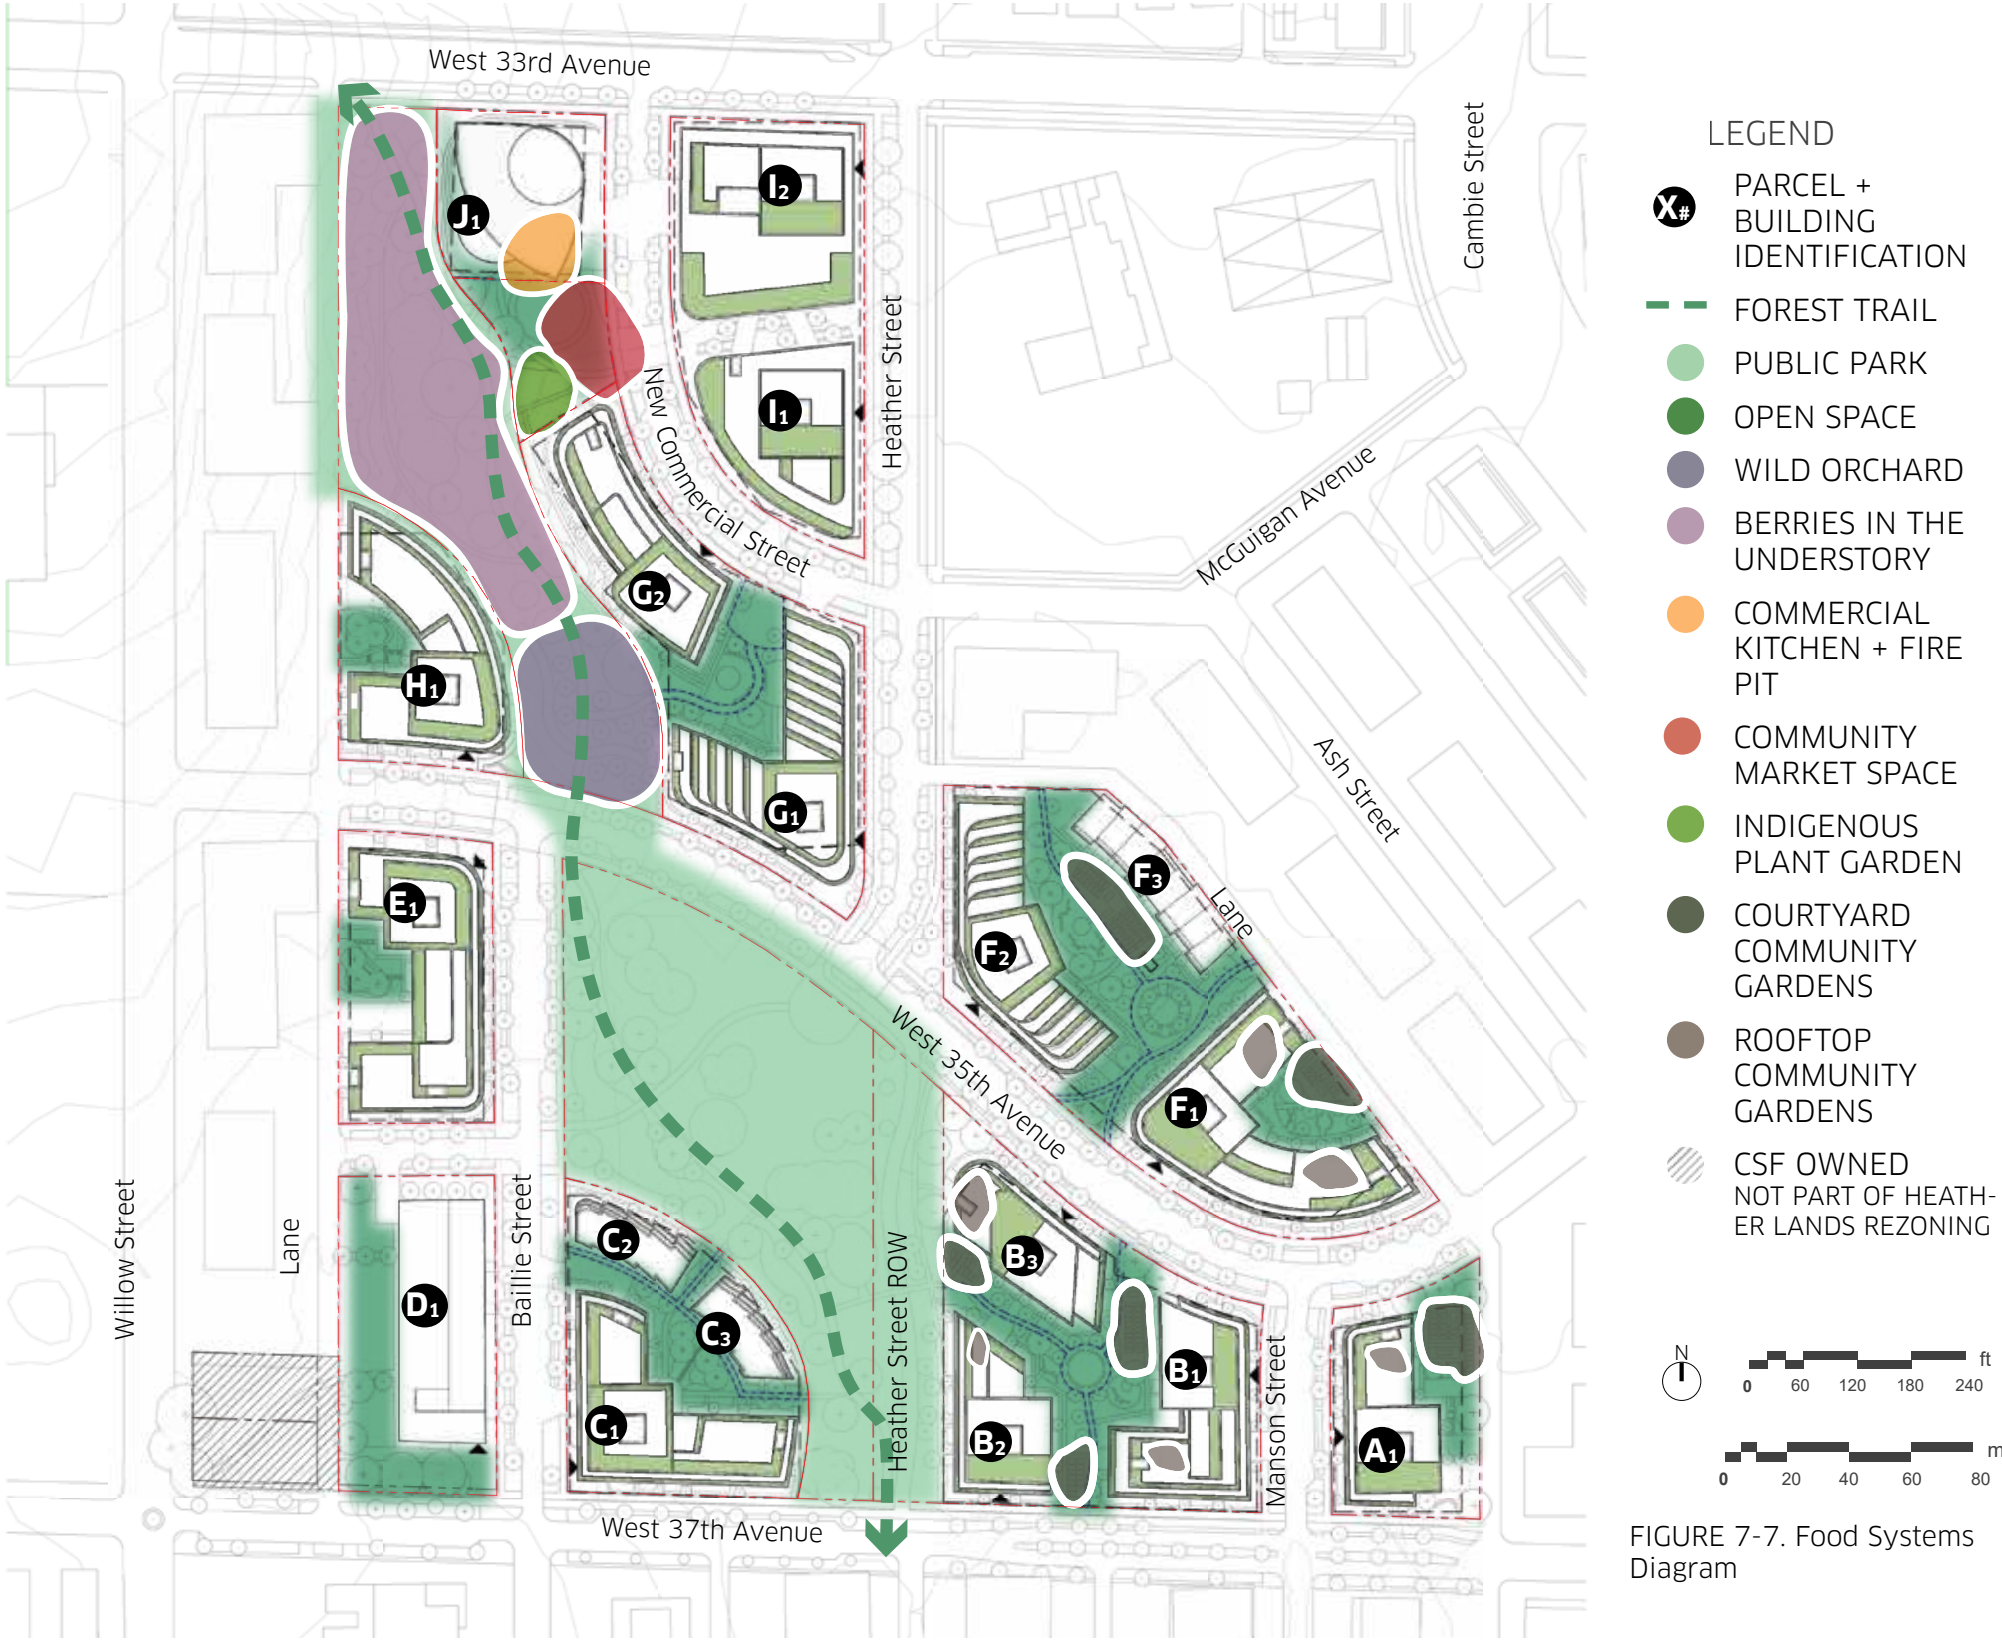 West 33rd Avenue
Cambie Street
J1
I2
I1
Heather Street
New Commercial Street
McGuigan Avenue
G2
H1
G1
Ash Street
E1
F3
Lane
F2
West 35th Avenue
F1
Willow Street
Lane
Baillie Street
D1
C2
C3
C1
Heather Street ROW
B3
B1
B2
Manson Street
A1
West 37th Avenue
LEGEND
X#
PARCEL +
BUILDING
IDENTIFICATION
FOREST TRAIL
PUBLIC PARK
OPEN SPACE
WILD ORCHARD
BERRIES IN THE
UNDERSTORY
COMMERCIAL
KITCHEN + FIRE
PIT
COMMUNITY
MARKET SPACE
INDIGENOUS
PLANT GARDEN
COURTYARD
COMMUNITY
GARDENS
ROOFTOP
COMMUNITY
GARDENS
CSF OWNED
NOT PART OF HEATH-
ER LANDS REZONING
N
ft
0 60 120 180 240
m
0 20 40 60 80
FIGURE 7-7. Food Systems
Diagram